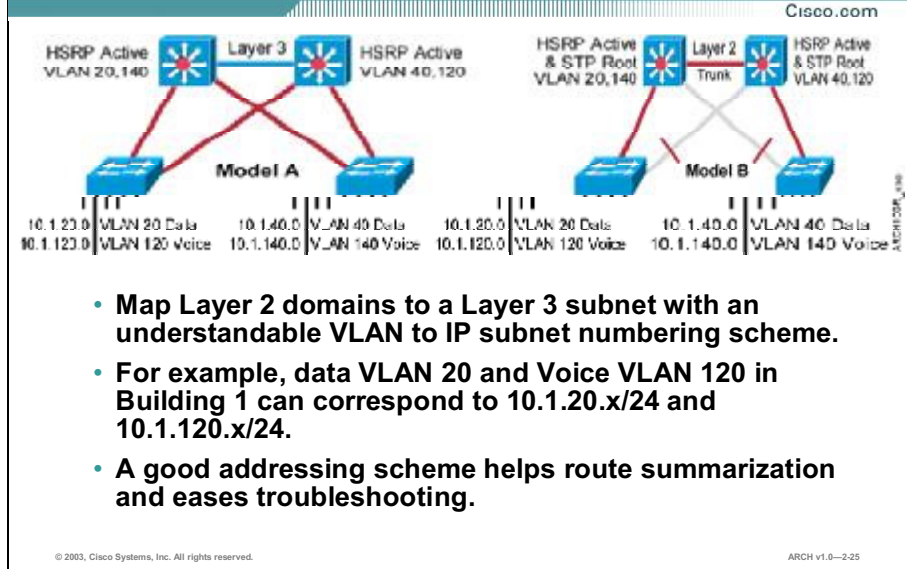 Cisco.com
HSRP Active
VLAN 20,140
Layer 3
HSRP Active
VLAN 40,120
HSRP Active
& STP Root
VLAN 20,140
Layer 2
Trunk
HSRP Active
& STP Root
VLAN 40,120
Model A
Model B
10.1.20.0 VLAN 20 Data
10.1.120.0 VLAN 120 Voice
10.1.40.0 VLAN 40 Data
10.1.140.0 VLAN 140 Voice
10.1.20.0 VLAN 20 Data
10.1.120.0 VLAN 120 Voice
10.1.40.0 VLAN 40 Data
10.1.140.0 VLAN 140 Voice
• Map Layer 2 domains to a Layer 3 subnet with an
understandable VLAN to IP subnet numbering scheme.
• For example, data VLAN 20 and Voice VLAN 120 in
Building 1 can correspond to 10.1.20.x/24 and
10.1.120.x/24.
• A good addressing scheme helps route summarization
and eases troubleshooting.
© 2003, Cisco Systems, Inc. All rights reserved.
ARCH v1.0—2-25